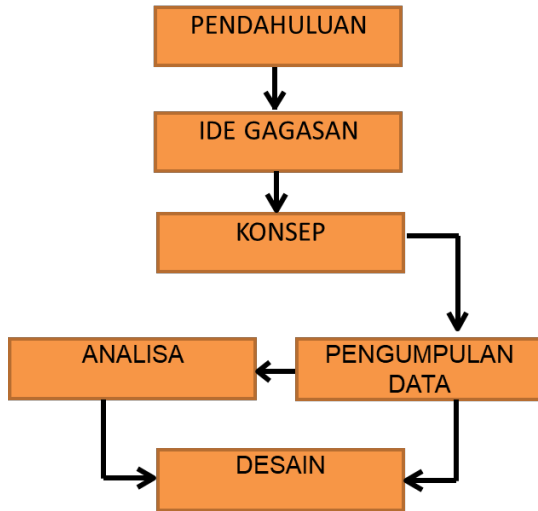 PENDAHULUAN
IDE GAGASAN
KONSEP
ANALISA
PENGUMPULAN
DATA
DESAIN